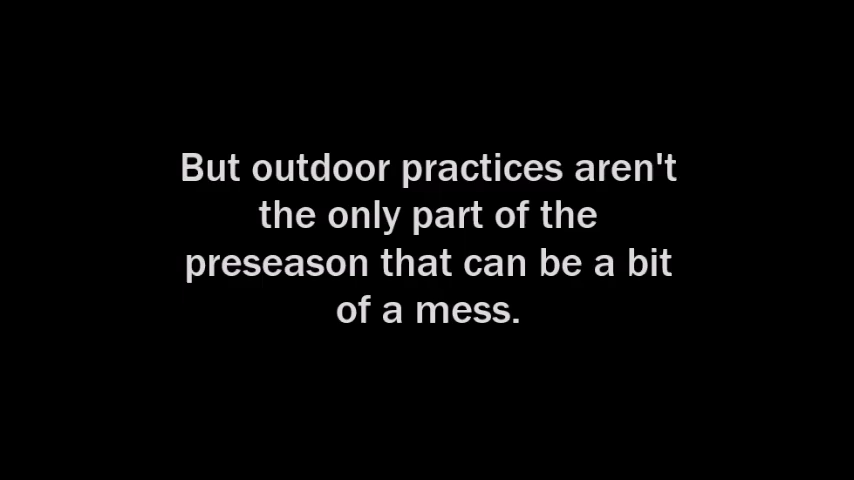 But outdoor practices aren't
the only part of the
preseason that can be a bit
of a mess.